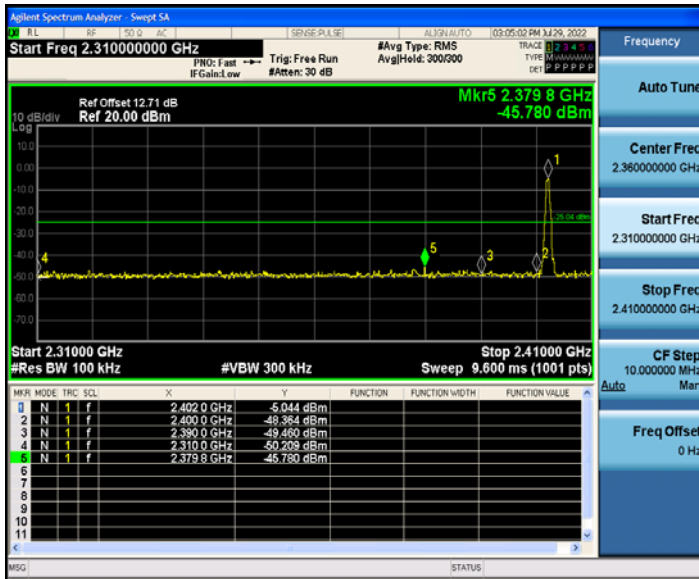 Agilent Spectrum Analyzer - Swept SA
RL RF 50 Ω AC SENSE:PULSE ALIGN AUTO 03:05:02 PM Jul 29, 2022
Start Freq 2.310000000 GHz
PNO: Fast
IFGain:Low
Trig: Free Run
#Atten: 30 dB
#Avg Type: RMS
Avg|Hold: 300/300
TRACE 1 2 3 4 5 6
TYPE M
DET P P P P P P
Mkr5 2.379 8 GHz
-45.780 dBm
Ref Offset 12.71 dB
Ref 20.00 dBm
10 dB/div
Log
10.0
0.00
-10.0
-20.0
-30.0
-40.0
-50.0
-60.0
-70.0
-25.04 dBm
1
2
3
4
5
Start 2.31000 GHz Stop 2.41000 GHz
#Res BW 100 kHz #VBW 300 kHz Sweep 9.600 ms (1001 pts)
MKR MODE TRC SCL X Y FUNCTION FUNCTION WIDTH FUNCTION VALUE
1 N 1 f 2.402 0 GHz -5.044 dBm
2 N 1 f 2.400 0 GHz -48.364 dBm
3 N 1 f 2.390 0 GHz -49.460 dBm
4 N 1 f 2.310 0 GHz -50.209 dBm
5 N 1 f 2.379 8 GHz -45.780 dBm
6
7
8
9
10
11
MSG STATUS
Frequency
Auto Tune
Center Freq
2.360000000 GHz
Start Freq
2.310000000 GHz
Stop Freq
2.410000000 GHz
CF Step
10.000000 MHz
Auto Man
Freq Offset
0 Hz